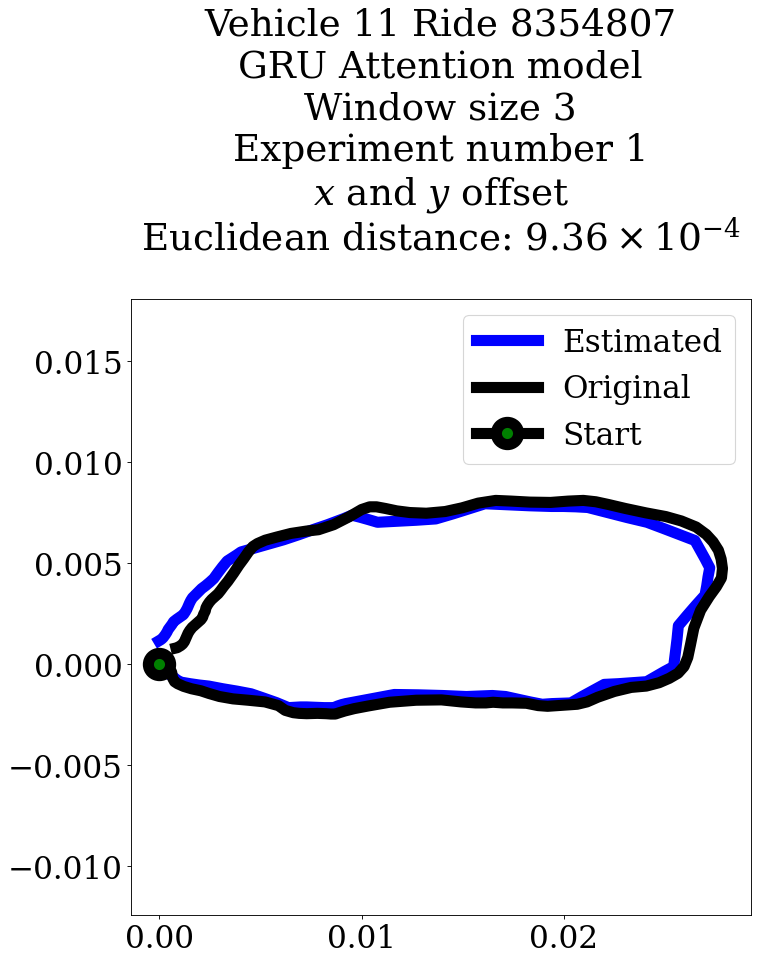 Vehicle 11 Ride 8354807
GRU Attention model
Window size 3
Experiment number 1
x and y offset
Euclidean distance: 9.36 × 10⁻⁴
Estimated
Original
Start
0.015
0.010
0.005
0.000
−0.005
−0.010
0.00 0.01 0.02